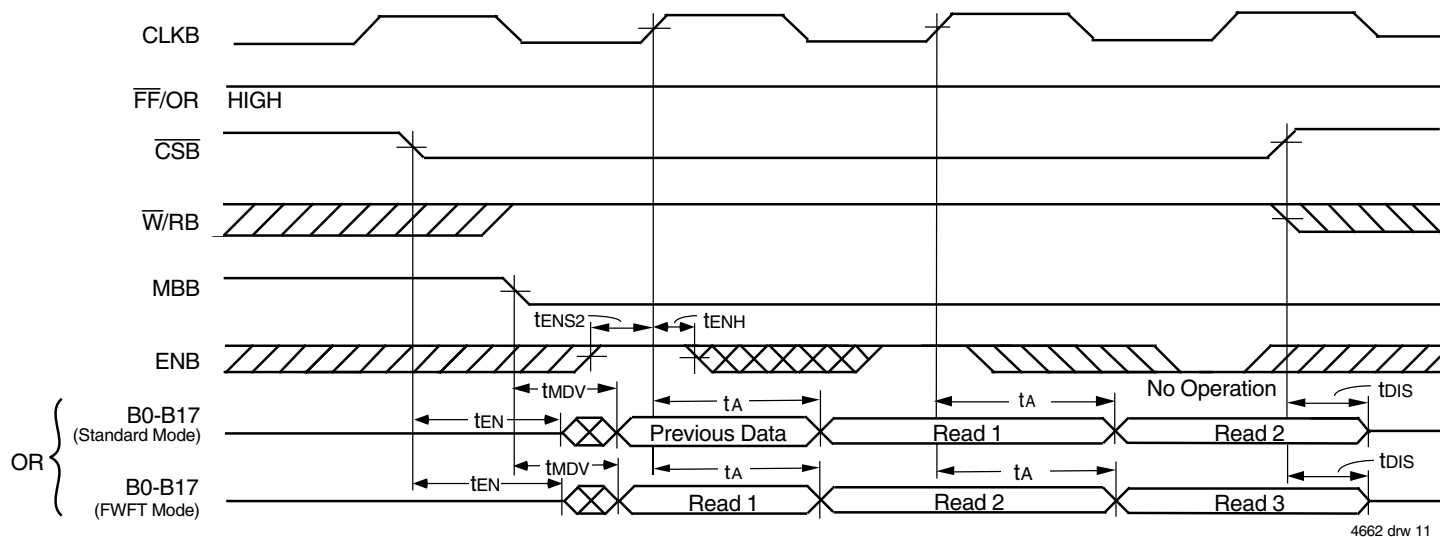 CLKB
FF/OR HIGH
CSB
W/RB
MBB
tENS2 tENH
ENB
No Operation
tMDV tA tA tDIS
B0-B17 tEN
(Standard Mode) Previous Data Read 1 Read 2
OR
tMDV tA tA tDIS
B0-B17 tEN
(FWFT Mode) Read 1 Read 2 Read 3
4662 drw 11